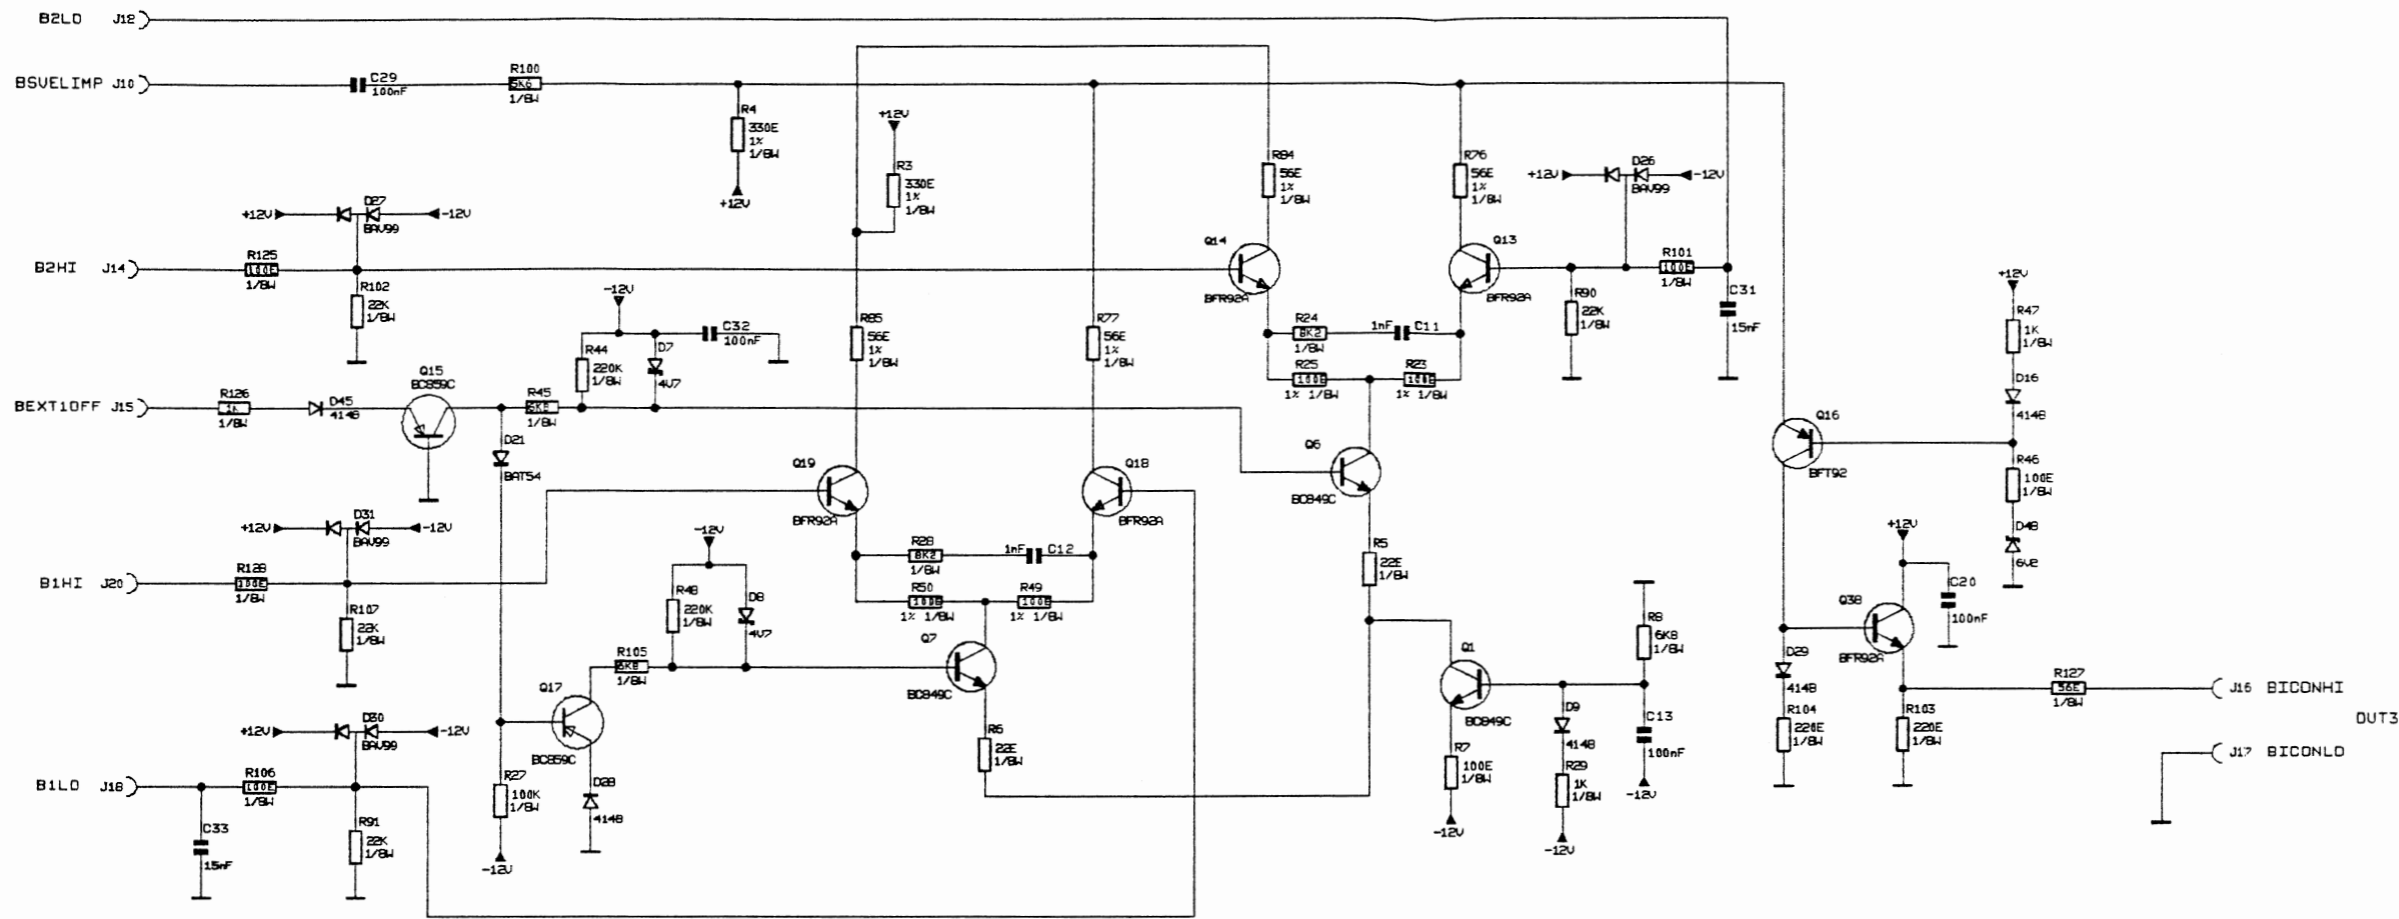 B2LO J12
BSVELIMP J10
C29
100nF
R100
5K6
1/8W
R4
330E
1%
1/8W
+12V
+12V
R3
330E
1%
1/8W
R84
56E
1%
1/8W
R76
56E
1%
1/8W
D26
+12V
-12V
BAV99
D27
+12V
-12V
BAV99
B2HI J14
R125
100E
1/8W
R102
22K
1/8W
Q14
BFR92A
Q13
BFR92A
R101
100E
1/8W
R90
22K
1/8W
C31
15nF
+12V
R47
1K
1/8W
-12V
R44
220K
1/8W
D7
4V7
C32
100nF
R85
56E
1%
1/8W
R77
56E
1%
1/8W
R24
8K2
1/8W
1nF C11
R25
100E
1% 1/8W
R23
100E
1% 1/8W
BEXT1OFF J15
R126
1K
1/8W
D45
4148
Q15
BC859C
R45
6K8
1/8W
D21
BAT54
D16
4148
Q16
BFT92
R46
100E
1/8W
D48
6V2
Q19
BFR92A
Q18
BFR92A
Q6
BC849C
D31
+12V
-12V
BAV99
B1HI J20
R128
100E
1/8W
R107
22K
1/8W
-12V
R48
220K
1/8W
D8
4V7
R28
8K2
1/8W
1nF C12
R50
100E
1% 1/8W
R49
100E
1% 1/8W
R5
22E
1/8W
+12V
C20
100nF
Q38
BFR92A
R105
6K8
1/8W
Q7
BC849C
Q1
BC849C
R8
6K8
1/8W
D29
4148
R104
220E
1/8W
R103
220E
1/8W
R127
56E
1/8W
J16 BICONHI
OUT3
J17 BICONLO
Q17
BC859C
D28
4148
R27
100K
1/8W
-12V
R6
22E
1/8W
R7
100E
1/8W
-12V
D9
4148
R29
1K
1/8W
-12V
C13
100nF
-12V
D30
+12V
-12V
BAV99
B1LO J18
R106
100E
1/8W
C33
15nF
R91
22K
1/8W